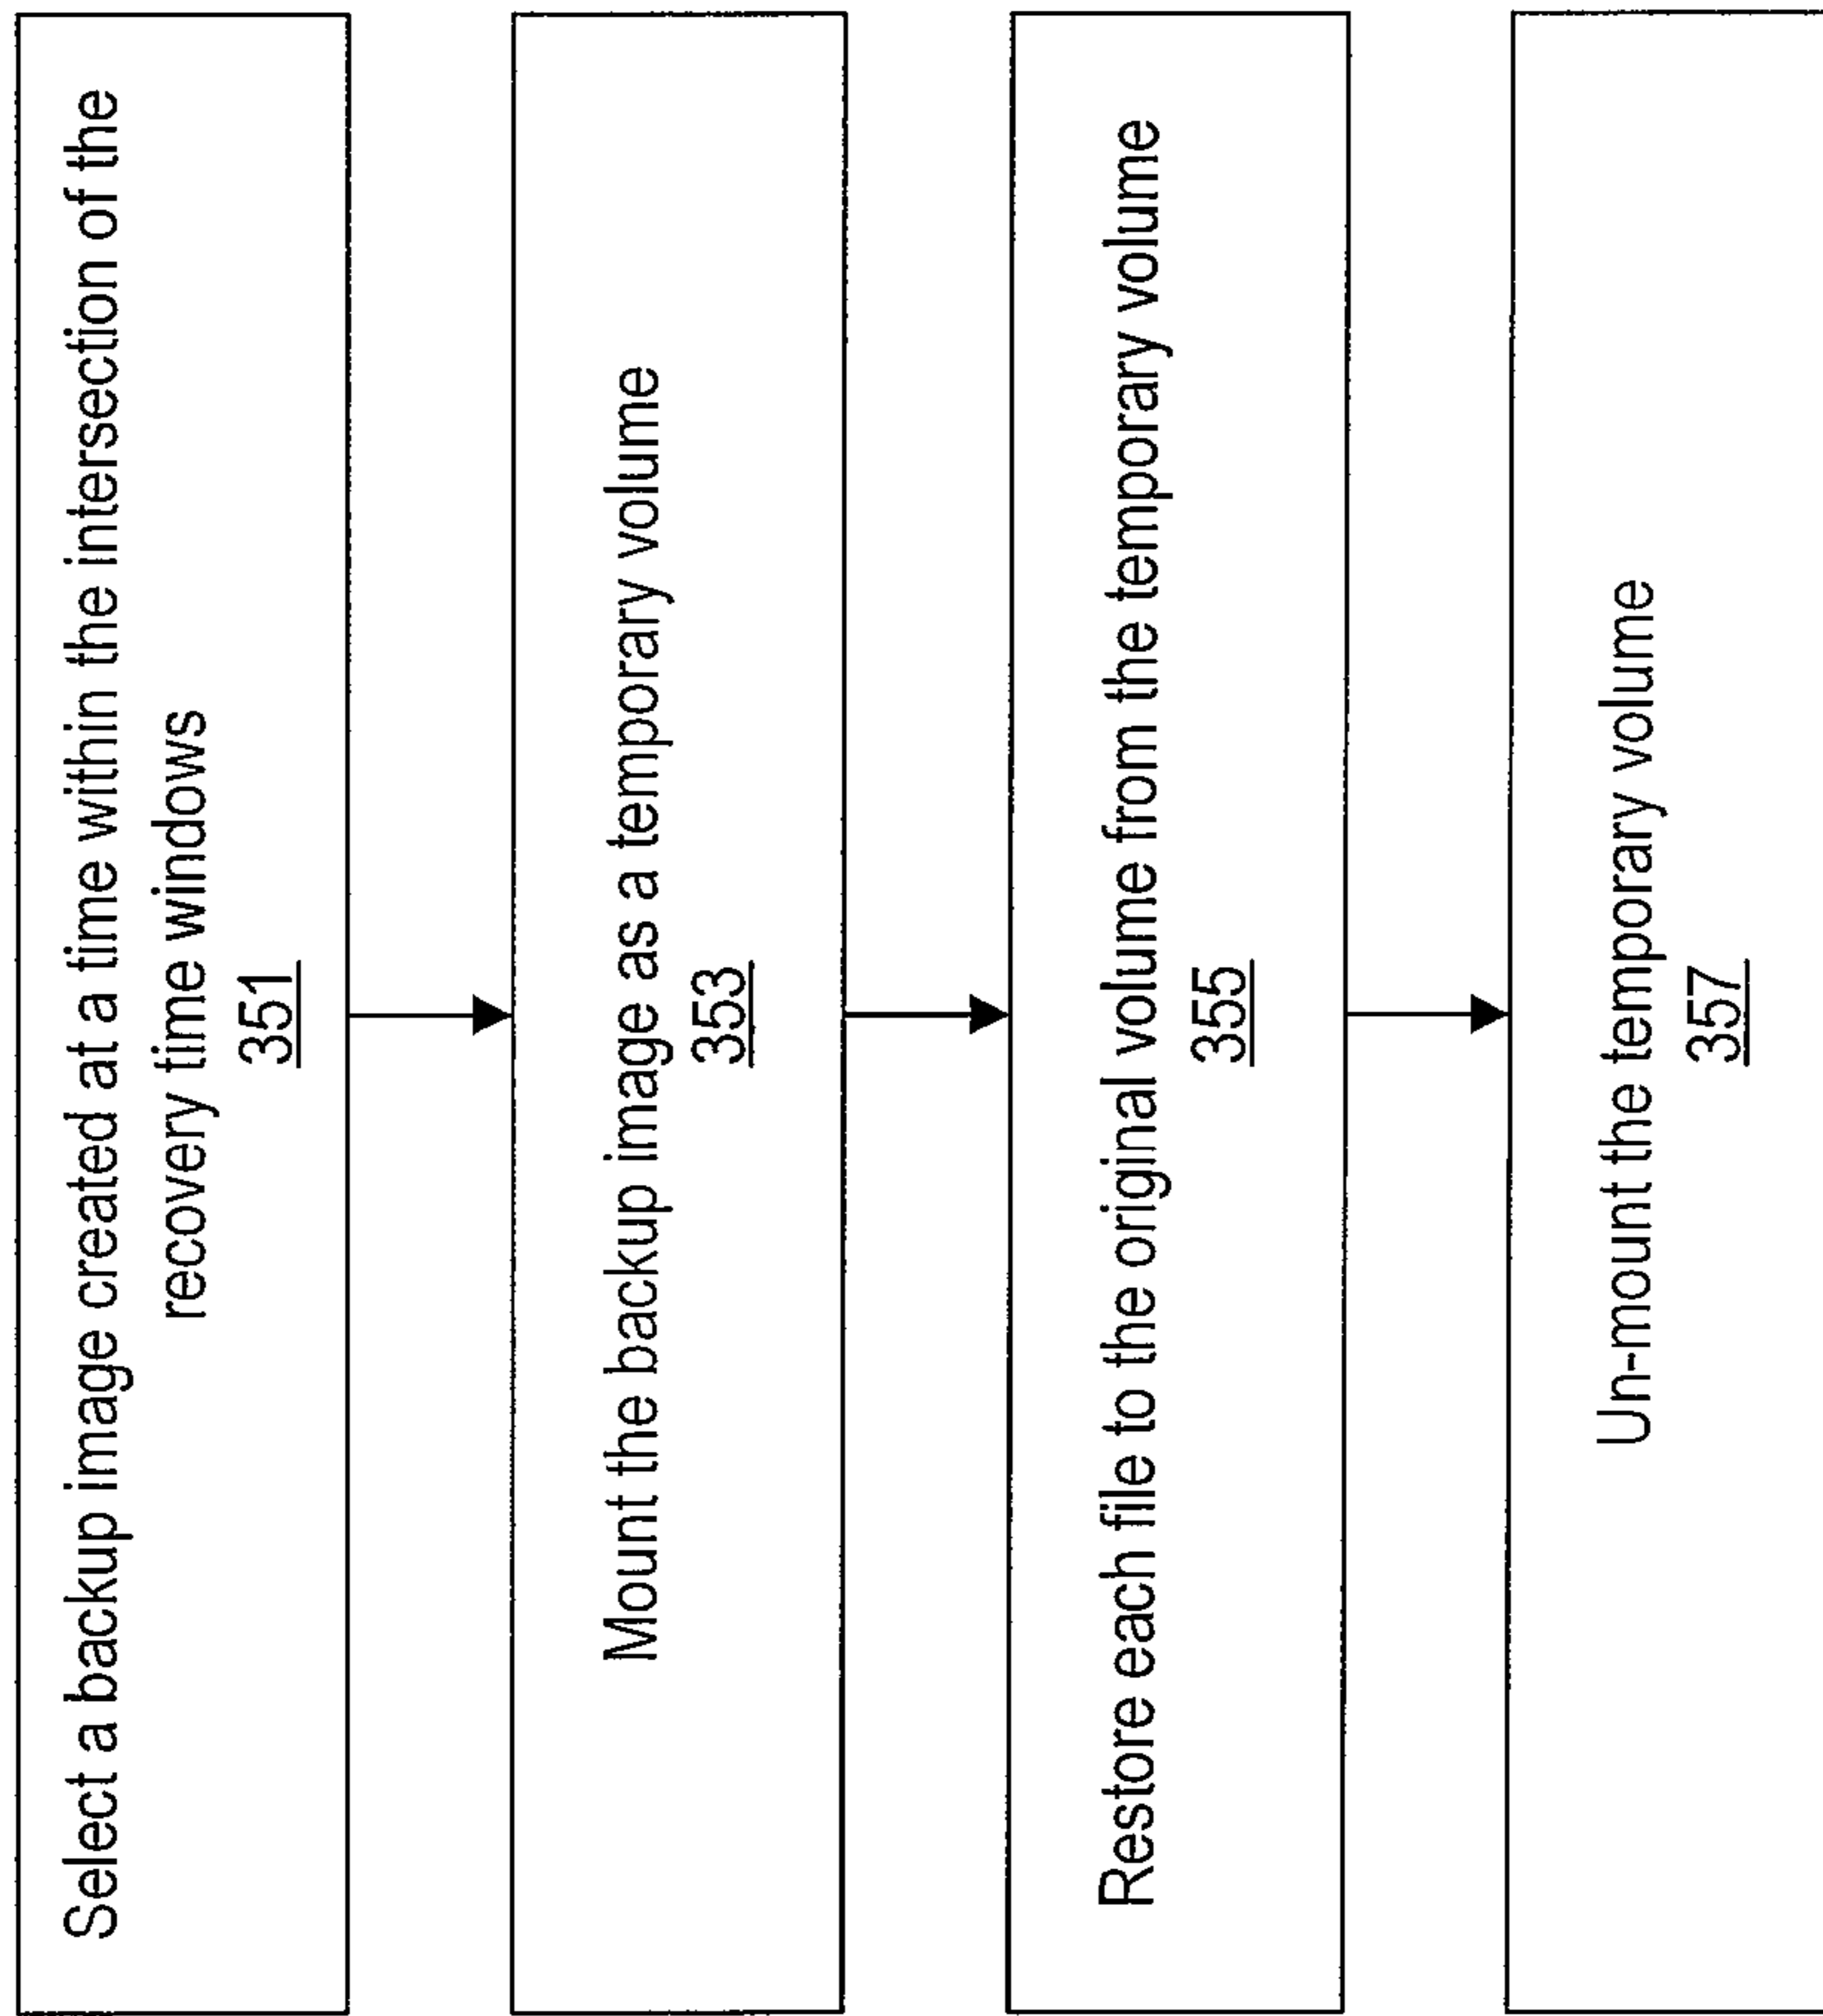 Select a backup image created at a time within the intersection of the
recovery time windows
351
Mount the backup image as a temporary volume
353
Restore each file to the original volume from the temporary volume
355
Un-mount the temporary volume
357